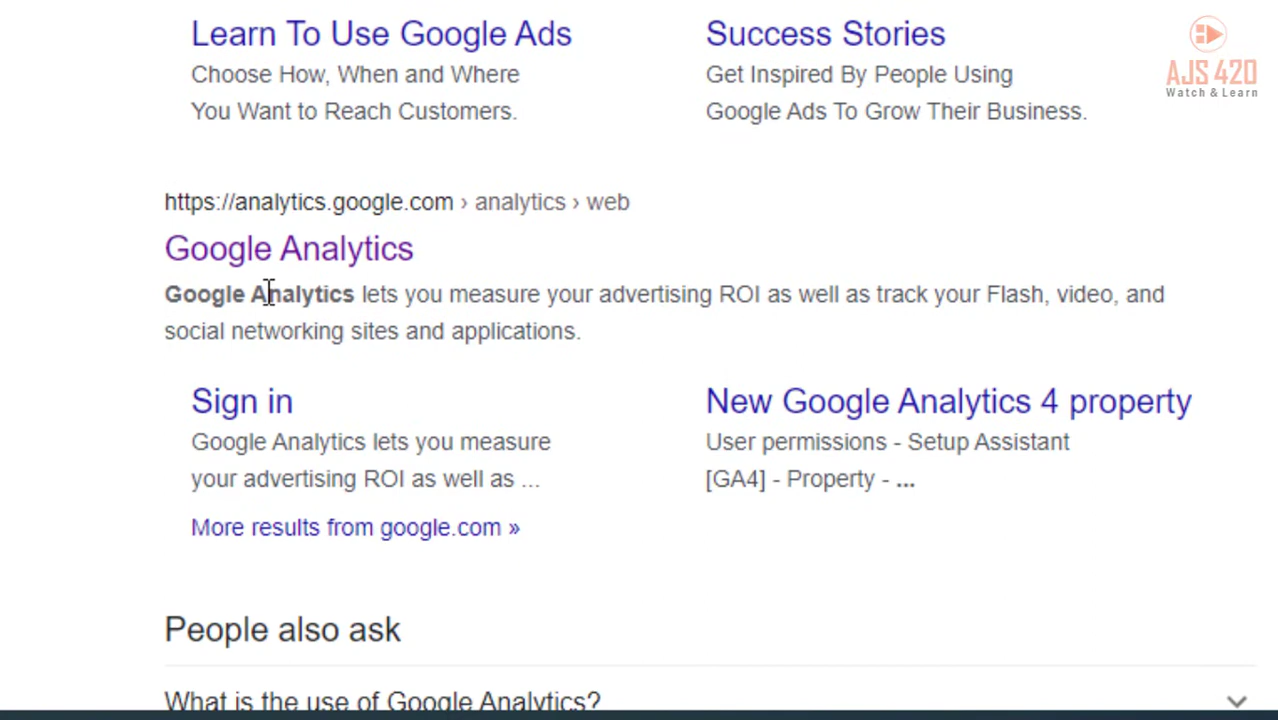 Learn To Use Google Ads
Choose How, When and Where
You Want to Reach Customers.
Success Stories
Get Inspired By People Using
Google Ads To Grow Their Business.
AJS 420
Watch & Learn
https://analytics.google.com › analytics › web
Google Analytics
Google Analytics lets you measure your advertising ROI as well as track your Flash, video, and
social networking sites and applications.
Sign in
Google Analytics lets you measure
your advertising ROI as well as ...
New Google Analytics 4 property
User permissions - Setup Assistant
[GA4] - Property - ...
More results from google.com »
People also ask
What is the use of Google Analytics?